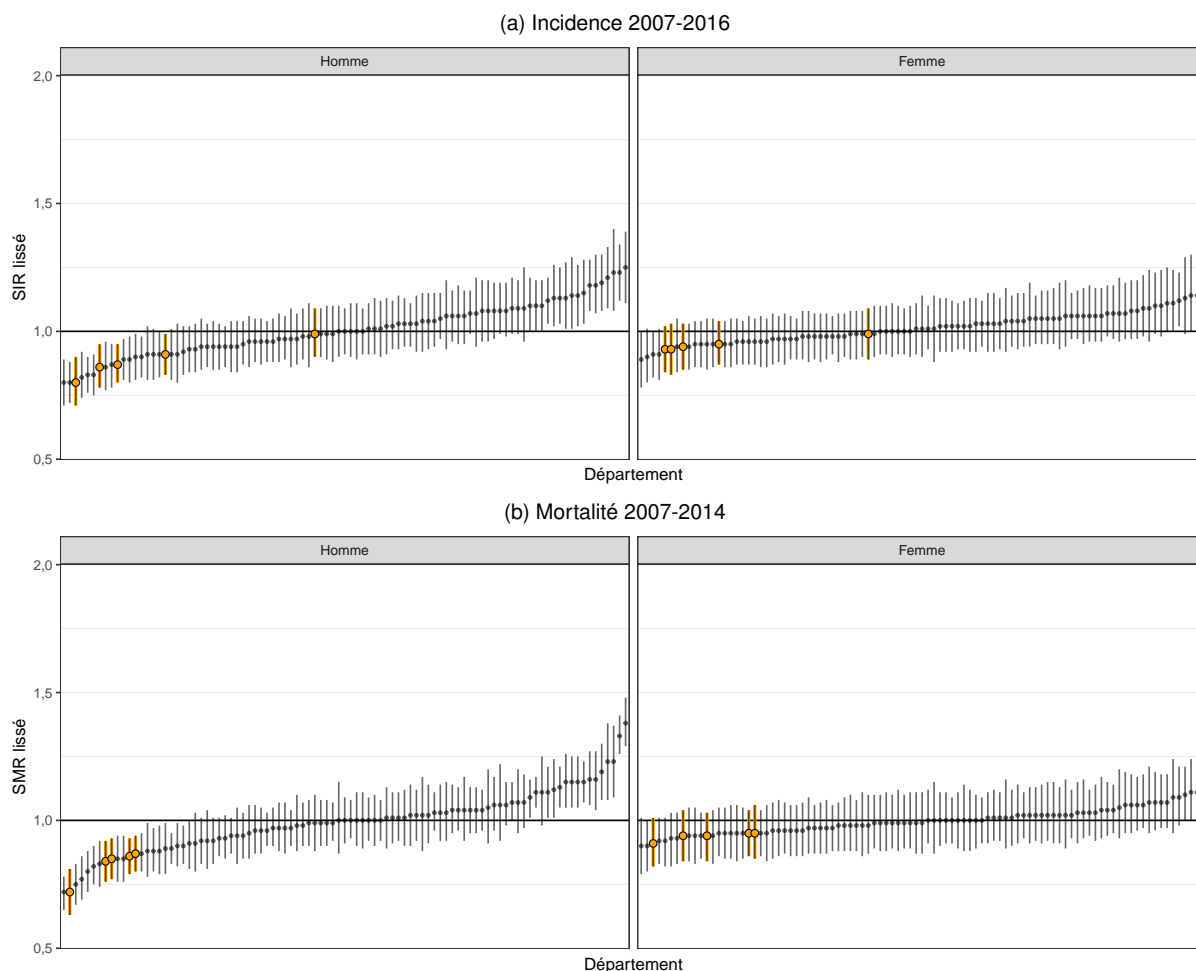 (a) Incidence 2007-2016
Homme
Femme
2,0
1,5
1,0
0,5
SIR lissé
Département
(b) Mortalité 2007-2014
Homme
Femme
2,0
1,5
1,0
0,5
SMR lissé
Département